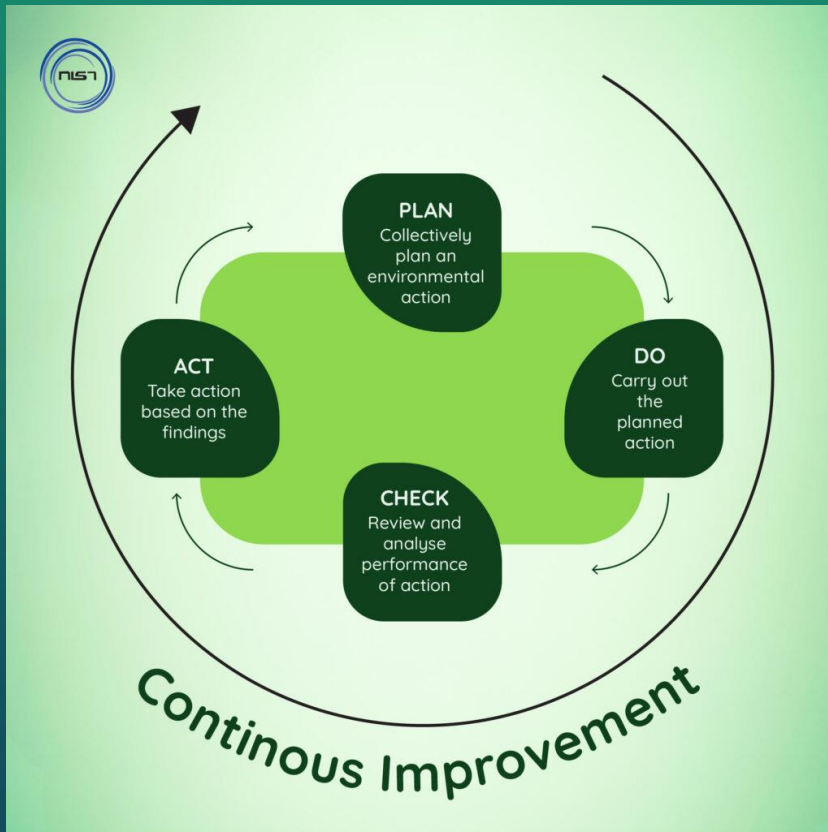 NIST
PLAN
Collectively
plan an
environmental
action
DO
Carry out
the
planned
action
CHECK
Review and
analyse
performance
of action
ACT
Take action
based on the
findings
Continous Improvement